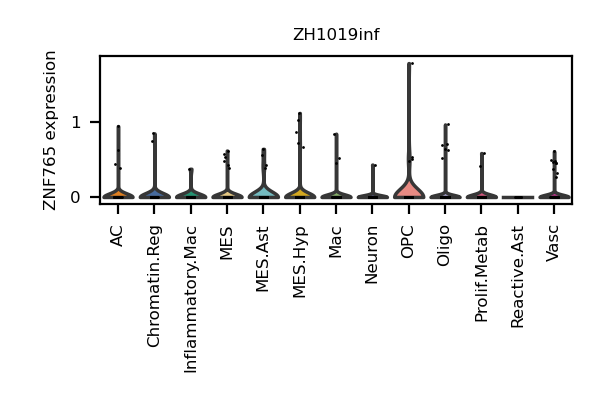 ZH1019inf
ZNF765 expression
1
0
AC
Chromatin.Reg
Inflammatory.Mac
MES
MES.Ast
MES.Hyp
Mac
Neuron
OPC
Oligo
Prolif.Metab
Reactive.Ast
Vasc